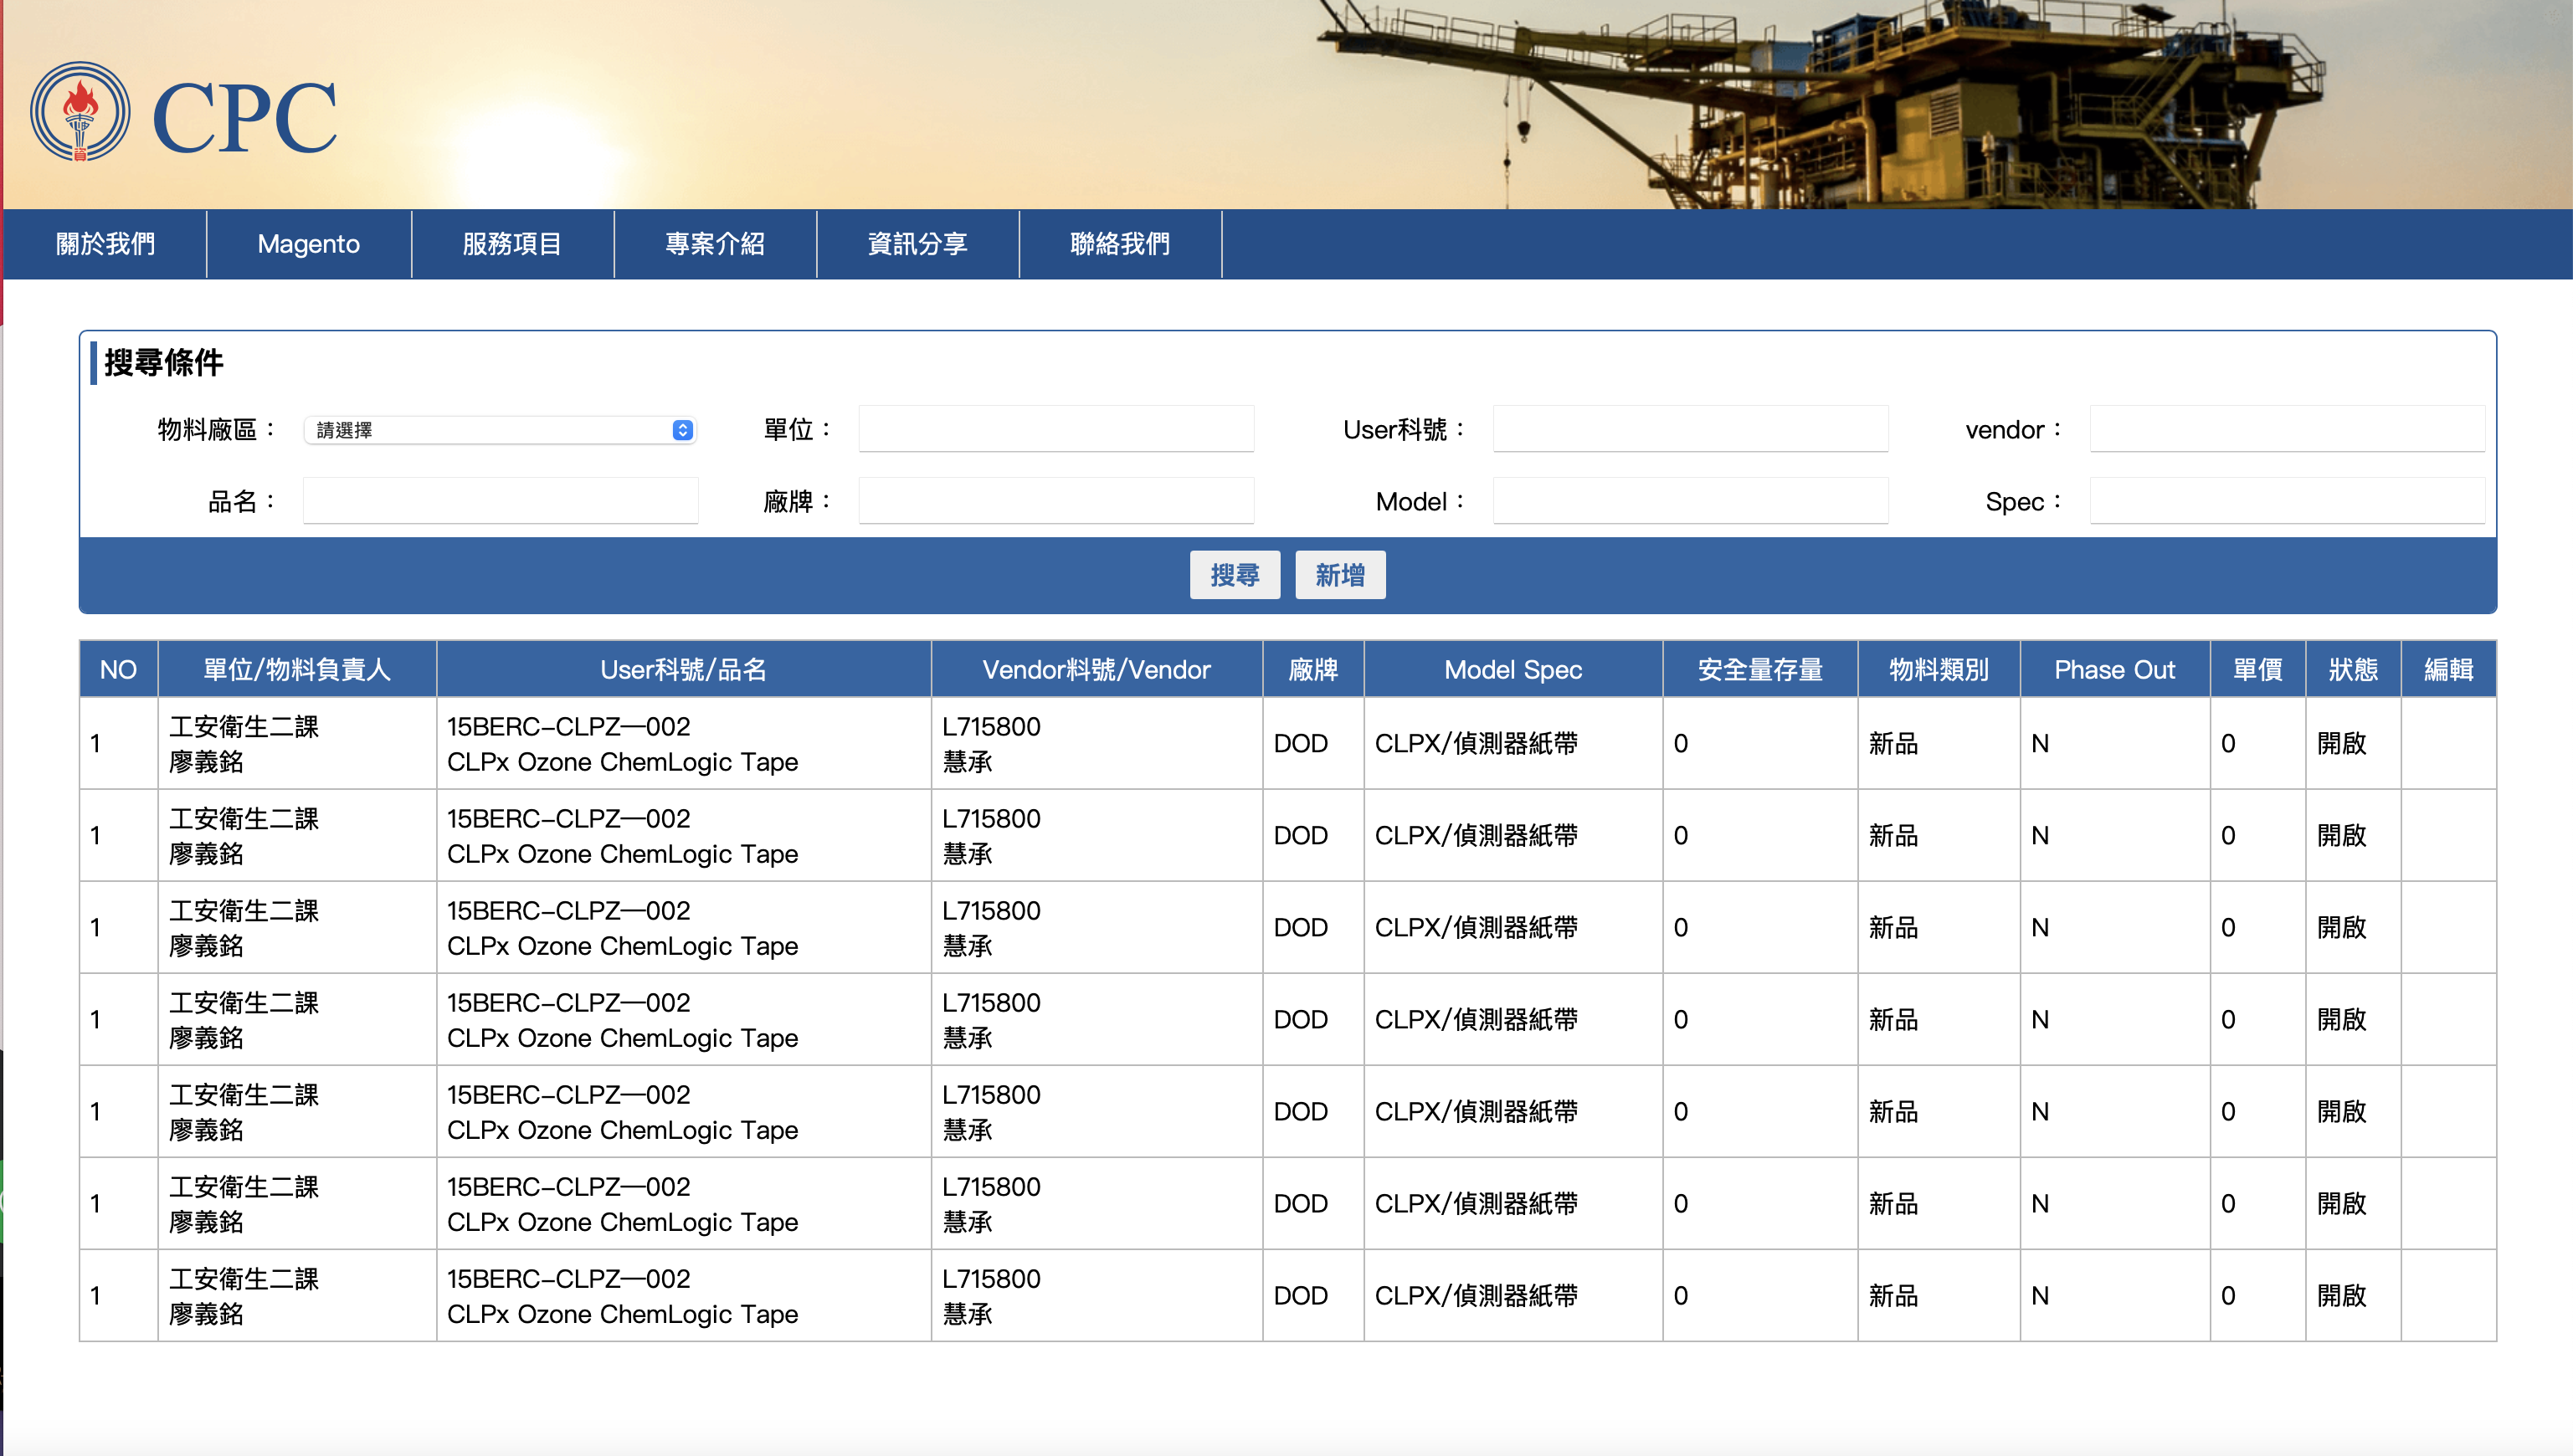 CPC
關於我們 Magento 服務項目 專案介紹 資訊分享 聯絡我們
搜尋條件
物料廠區： 請選擇 單位： User科號： vendor：
品名： 廠牌： Model： Spec：
搜尋 新增
NO 單位/物料負責人 User科號/品名 Vendor料號/Vendor 廠牌 Model Spec 安全量存量 物料類別 Phase Out 單價 狀態 編輯
1 工安衛生二課 15BERC-CLPZ—002 L715800 DOD CLPX/偵測器紙帶 0 新品 N 0 開啟
廖義銘 CLPx Ozone ChemLogic Tape 慧承
1 工安衛生二課 15BERC-CLPZ—002 L715800 DOD CLPX/偵測器紙帶 0 新品 N 0 開啟
廖義銘 CLPx Ozone ChemLogic Tape 慧承
1 工安衛生二課 15BERC-CLPZ—002 L715800 DOD CLPX/偵測器紙帶 0 新品 N 0 開啟
廖義銘 CLPx Ozone ChemLogic Tape 慧承
1 工安衛生二課 15BERC-CLPZ—002 L715800 DOD CLPX/偵測器紙帶 0 新品 N 0 開啟
廖義銘 CLPx Ozone ChemLogic Tape 慧承
1 工安衛生二課 15BERC-CLPZ—002 L715800 DOD CLPX/偵測器紙帶 0 新品 N 0 開啟
廖義銘 CLPx Ozone ChemLogic Tape 慧承
1 工安衛生二課 15BERC-CLPZ—002 L715800 DOD CLPX/偵測器紙帶 0 新品 N 0 開啟
廖義銘 CLPx Ozone ChemLogic Tape 慧承
1 工安衛生二課 15BERC-CLPZ—002 L715800 DOD CLPX/偵測器紙帶 0 新品 N 0 開啟
廖義銘 CLPx Ozone ChemLogic Tape 慧承